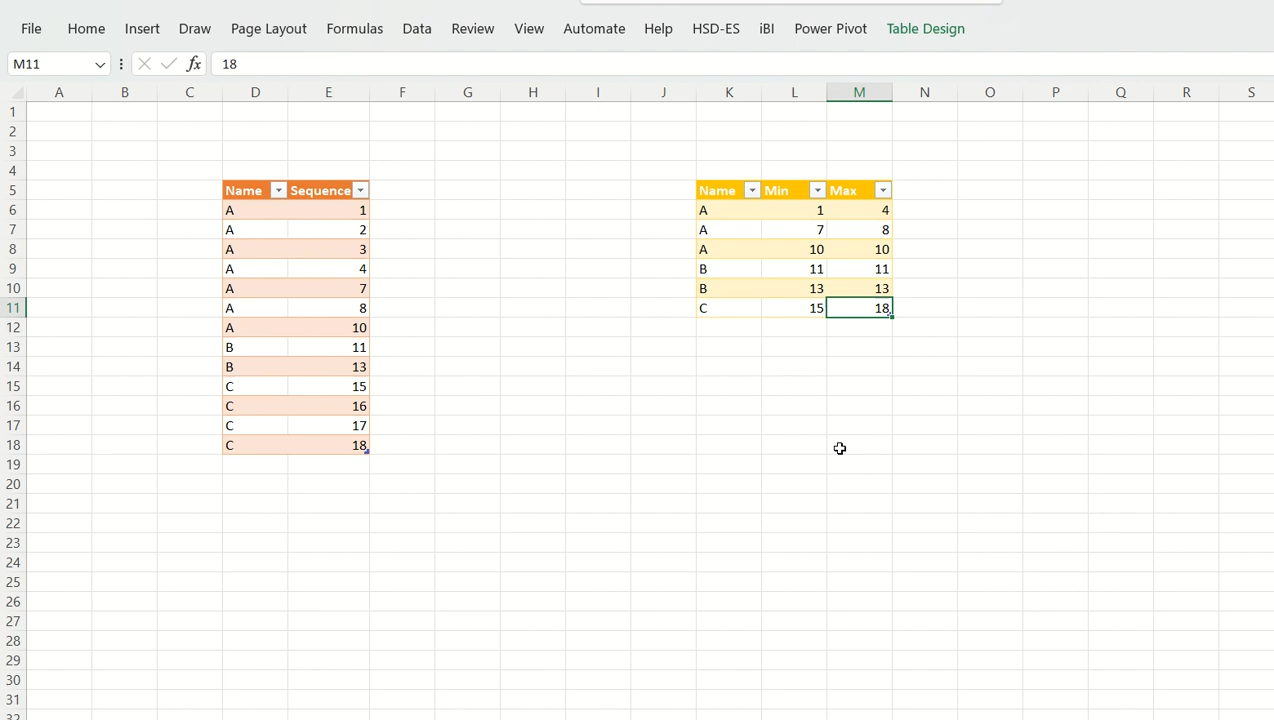 File Home Insert Draw Page Layout Formulas Data Review View Automate Help HSD-ES iBI Power Pivot Table Design
M11 fx 18
A B C D E F G H I J K L M N O P Q R S
1
2
3
4
5 Name Sequence Name Min Max
6 A 1 A 1 4
7 A 2 A 7 8
8 A 3 A 10 10
9 A 4 B 11 11
10 A 7 B 13 13
11 A 8 C 15 18
12 A 10
13 B 11
14 B 13
15 C 15
16 C 16
17 C 17
18 C 18
19
20
21
22
23
24
25
26
27
28
29
30
31
32